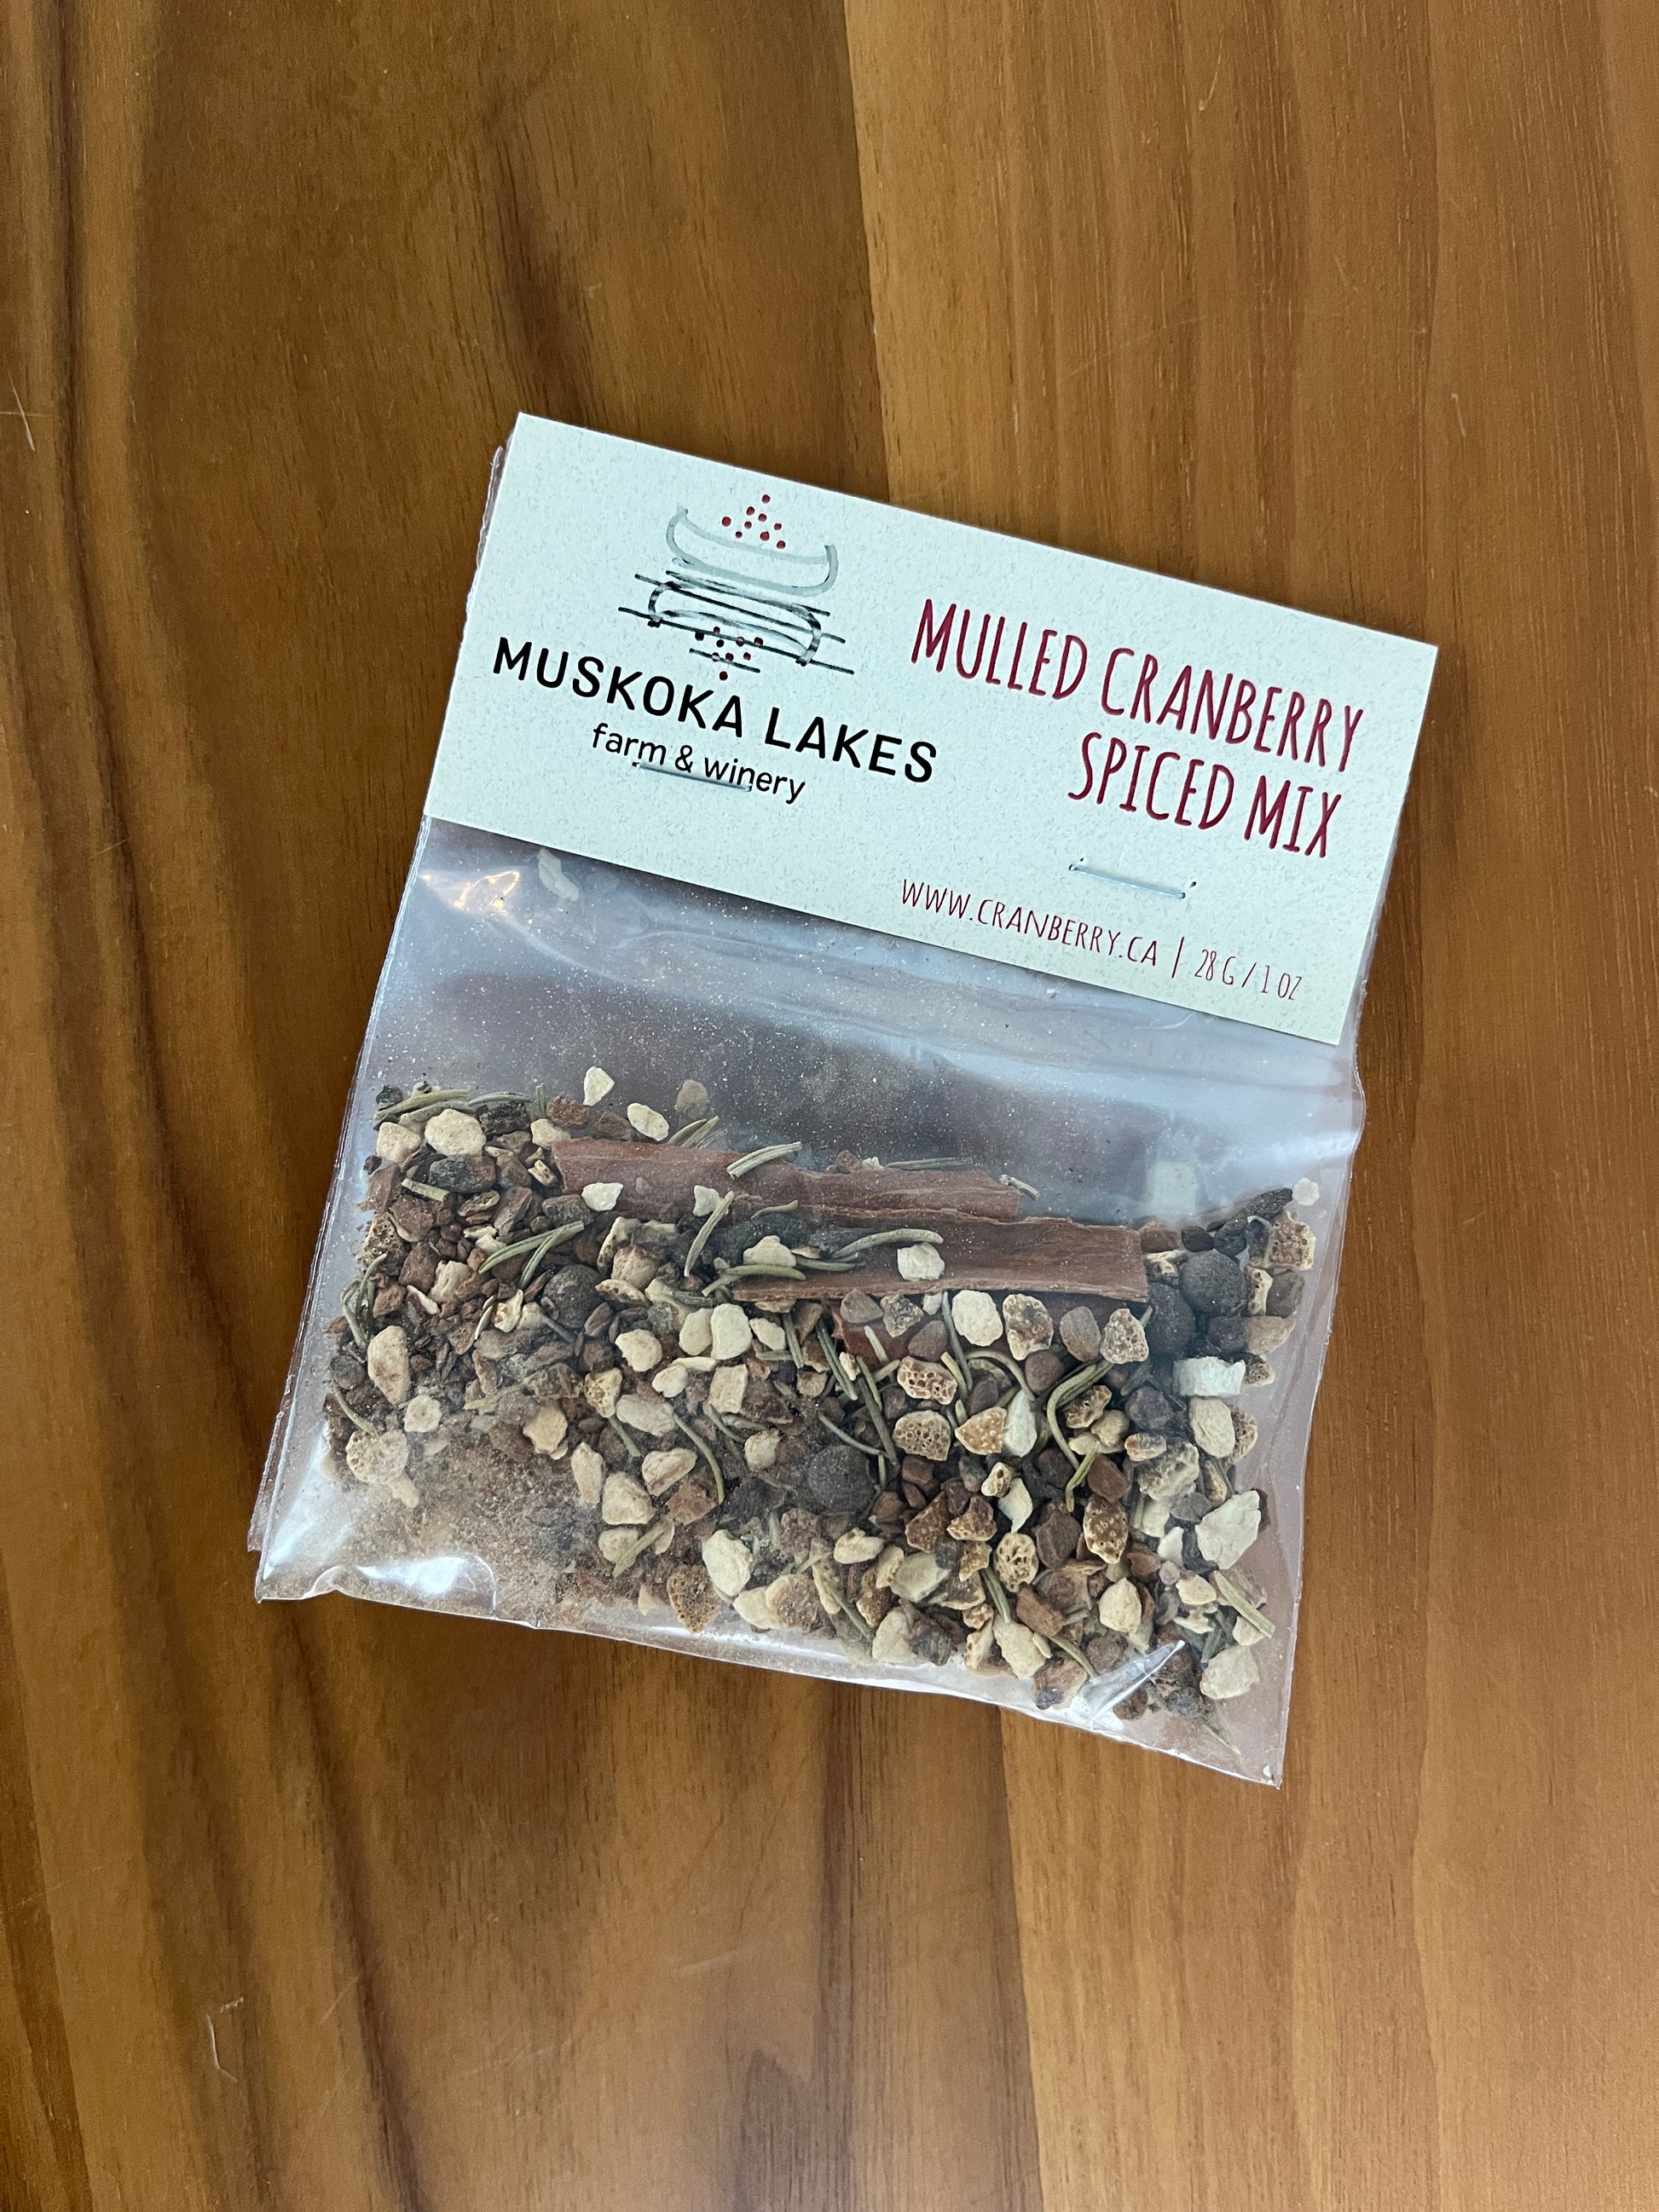 MUSKOKA LAKES
farm & winery
MULLED CRANBERRY
SPICED MIX
WWW.CRANBERRY.CA | 28 G / 1 OZ